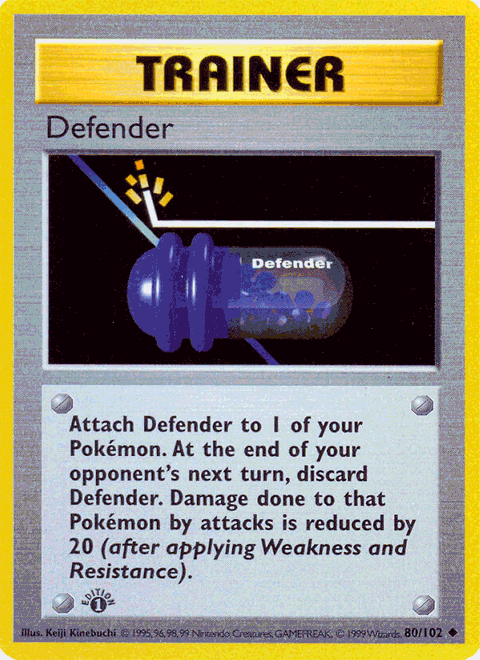 TRAINER
Defender
Defender
Attach Defender to 1 of your
Pokémon. At the end of your
opponent's next turn, discard
Defender. Damage done to that
Pokémon by attacks is reduced by
20 (after applying Weakness and
Resistance).
EDITION
1
Illus. Keiji Kinebuchi © 1995, 96, 98, 99 Nintendo, Creatures, GAMEFREAK. © 1999 Wizards. 80/102 ◆